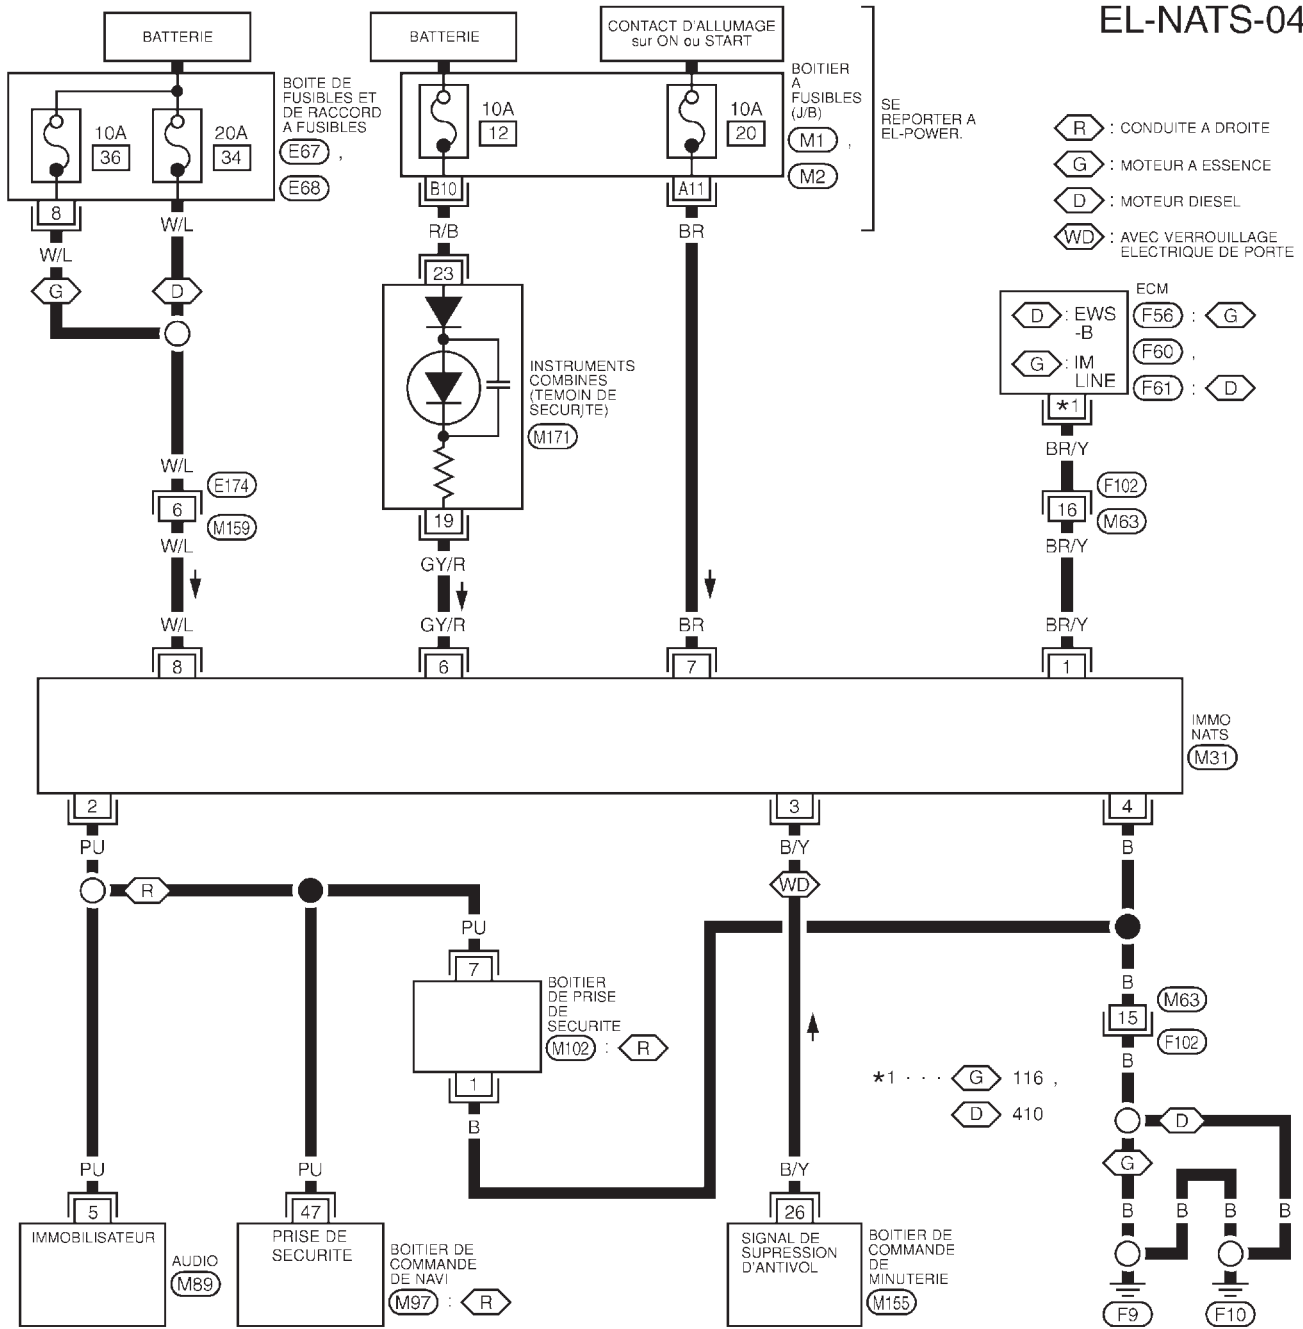 EL-NATS-04
BATTERIE
BATTERIE
CONTACT D'ALLUMAGE
sur ON ou START
10A
36
20A
34
BOITE DE
FUSIBLES ET
DE RACCORD
A FUSIBLES
E67 ,
E68
10A
12
10A
20
BOITIER
A
FUSIBLES
(J/B)
M1 ,
M2
SE
REPORTER A
EL-POWER.
R : CONDUITE A DROITE
G : MOTEUR A ESSENCE
D : MOTEUR DIESEL
WD : AVEC VERROUILLAGE
ELECTRIQUE DE PORTE
8
W/L
W/L
B10
A11
R/B
BR
G
D
23
INSTRUMENTS
COMBINES
(TEMOIN DE
SECURITE)
M171
ECM
D : EWS
-B
G : IM
LINE
F56 : G
F60 ,
F61 : D
*1
BR/Y
W/L
6
E174
M159
W/L
19
GY/R
16
F102
M63
BR/Y
W/L
GY/R
BR
BR/Y
8
6
7
1
IMMO
NATS
M31
2
3
4
PU
B/Y
B
R
WD
PU
7
BOITIER
DE PRISE
DE
SECURITE
M102 : R
1
B
B
15
M63
F102
B
*1 · · · G 116 ,
D 410
D
G
PU
PU
B/Y
B
B
B
B
5
47
26
IMMOBILISATEUR
AUDIO
M89
PRISE DE
SECURITE
BOITIER DE
COMMANDE
DE NAVI
M97 : R
SIGNAL DE
SUPRESSION
D'ANTIVOL
BOITIER DE
COMMANDE
DE
MINUTERIE
M155
F9
F10